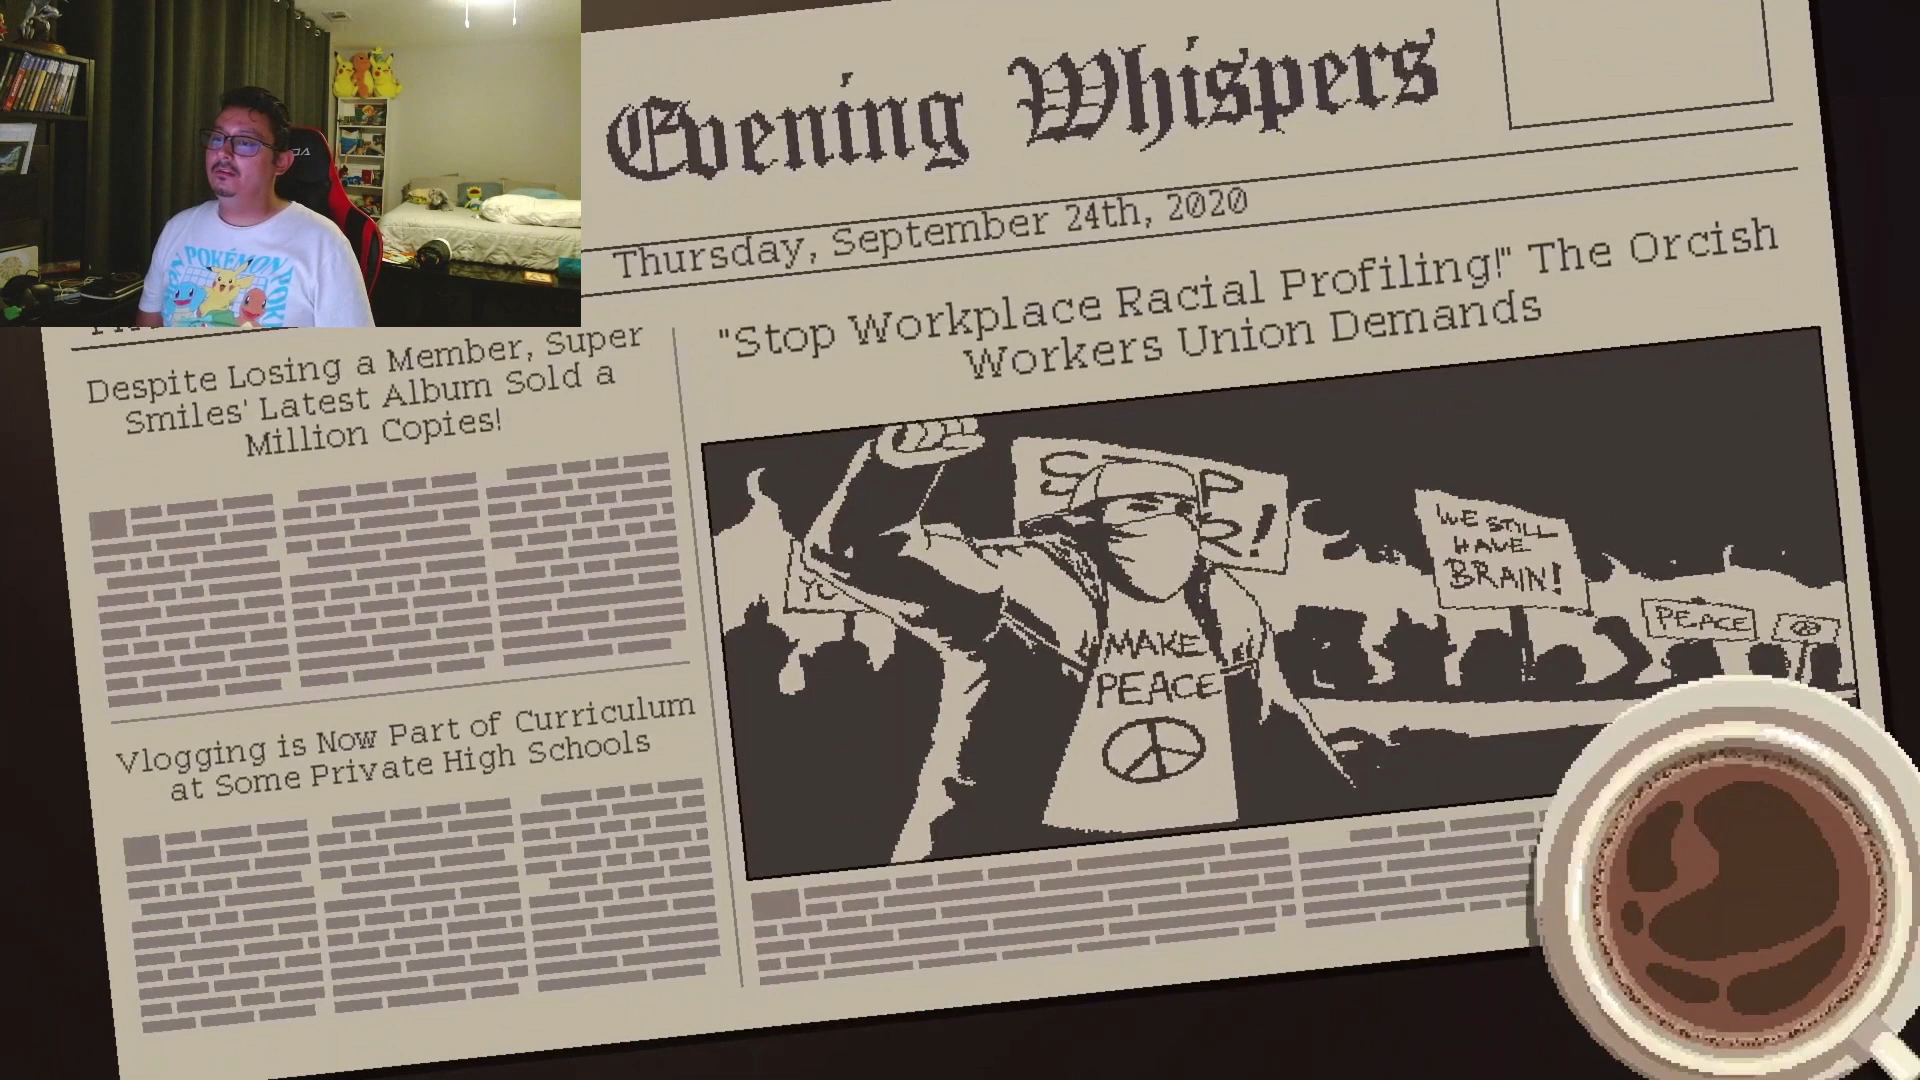 Evening Whispers
Thursday, September 24th, 2020
"Stop Workplace Racial Profiling!" The Orcish
Workers Union Demands
Despite Losing a Member, Super
Smiles' Latest Album Sold a
Million Copies!
Vlogging is Now Part of Curriculum
at Some Private High Schools
WE STILL
HAVE
BRAIN!
PEACE
MAKE
PEACE
POKÉMON